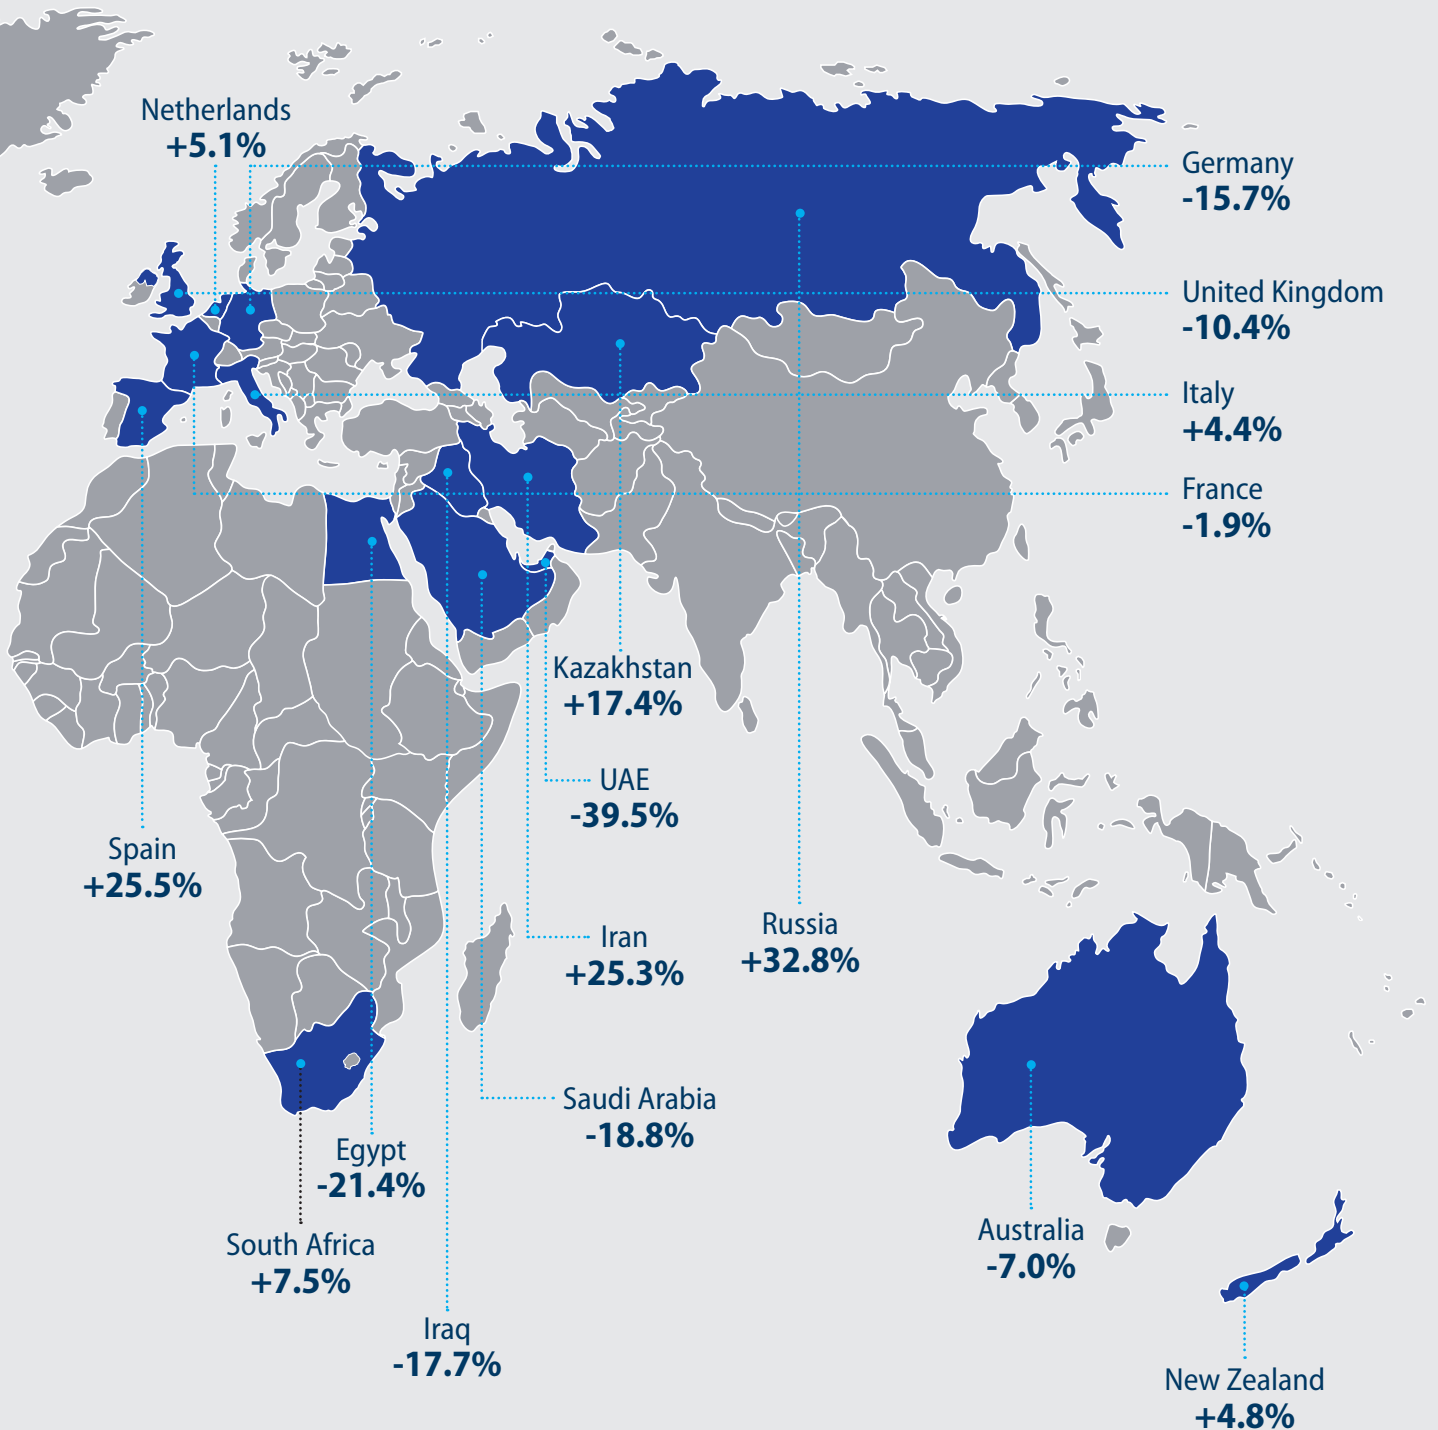 Netherlands
+5.1%
Germany
-15.7%
United Kingdom
-10.4%
Italy
+4.4%
France
-1.9%
Kazakhstan
+17.4%
UAE
-39.5%
Spain
+25.5%
Iran
+25.3%
Russia
+32.8%
Saudi Arabia
-18.8%
Egypt
-21.4%
South Africa
+7.5%
Iraq
-17.7%
Australia
-7.0%
New Zealand
+4.8%